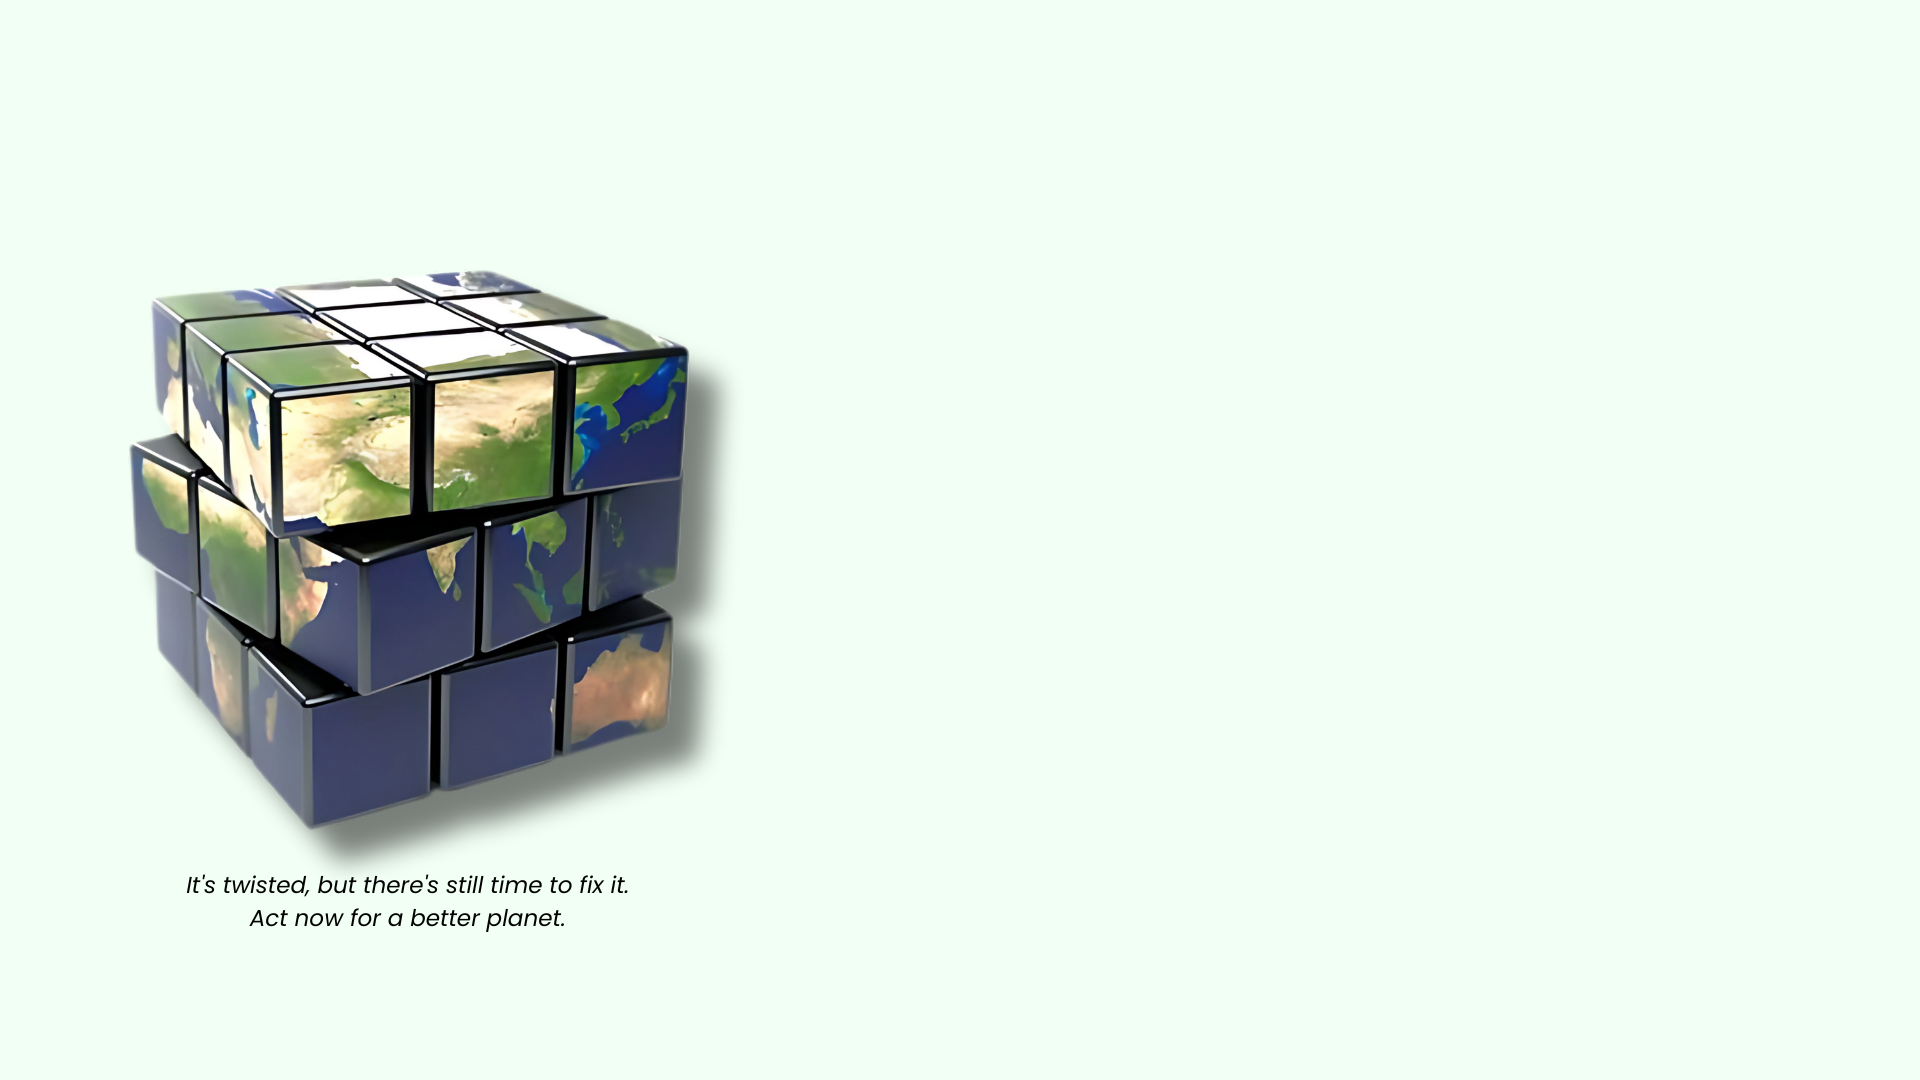 It's twisted, but there's still time to fix it.
Act now for a better planet.